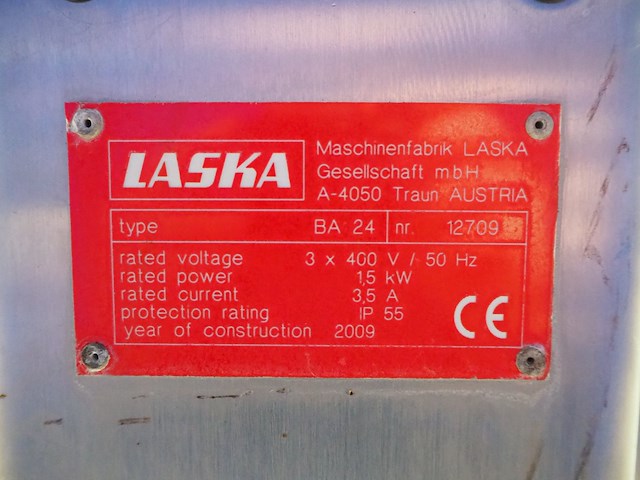 LASKA
Maschinenfabrik LASKA
Gesellschaft m.b.H
A-4050 Traun AUSTRIA
type BA 24 nr. 12709
rated voltage 3 x 400 V / 50 Hz
rated power 1,5 kW
rated current 3,5 A
protection rating IP 55
year of construction 2009
CE